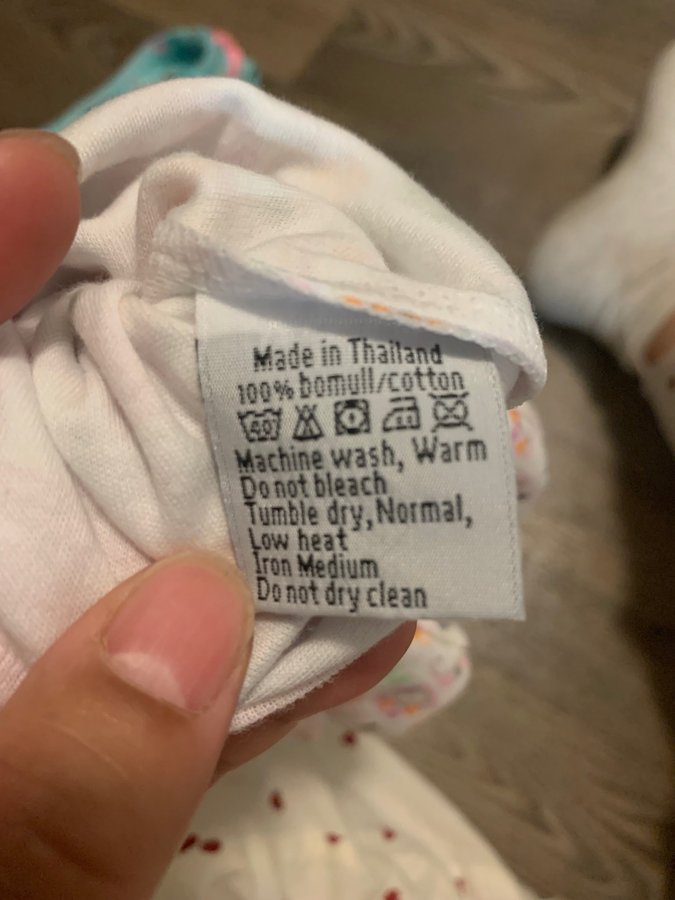 Made in Thailand
100% bomull/cotton
40
Machine wash, Warm
Do not bleach
Tumble dry, Normal,
Low heat
Iron Medium
Do not dry clean